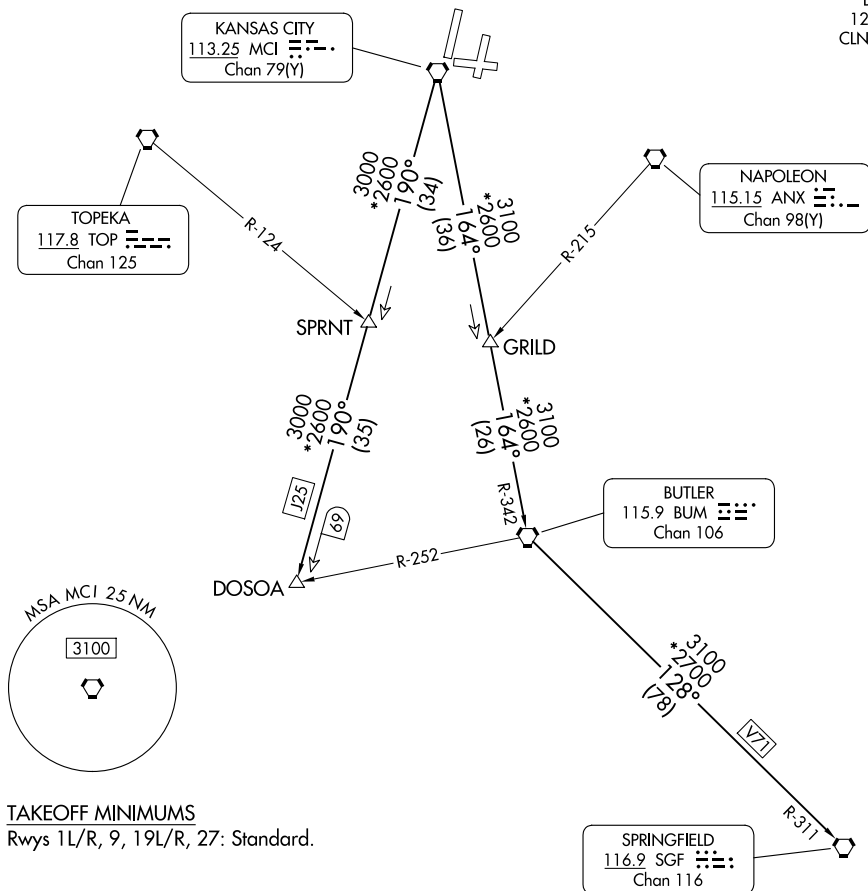 KANSAS CITY
113.25 MCI
Chan 79(Y)
12
CLN
TOPEKA
117.8 TOP
Chan 125
NAPOLEON
115.15 ANX
Chan 98(Y)
3000
*2600
190°
(34)
3100
*2600
164°
(36)
R-124
R-215
SPRNT
GRILD
3000
*2600
190°
(35)
3100
*2600
164°
(26)
J25
69
R-342
BUTLER
115.9 BUM
Chan 106
R-252
DOSOA
MSA MCI 25 NM
3100
3100
*2700
128°
(78)
V71
R-311
TAKEOFF MINIMUMS
Rwys 1L/R, 9, 19L/R, 27: Standard.
SPRINGFIELD
116.9 SGF
Chan 116